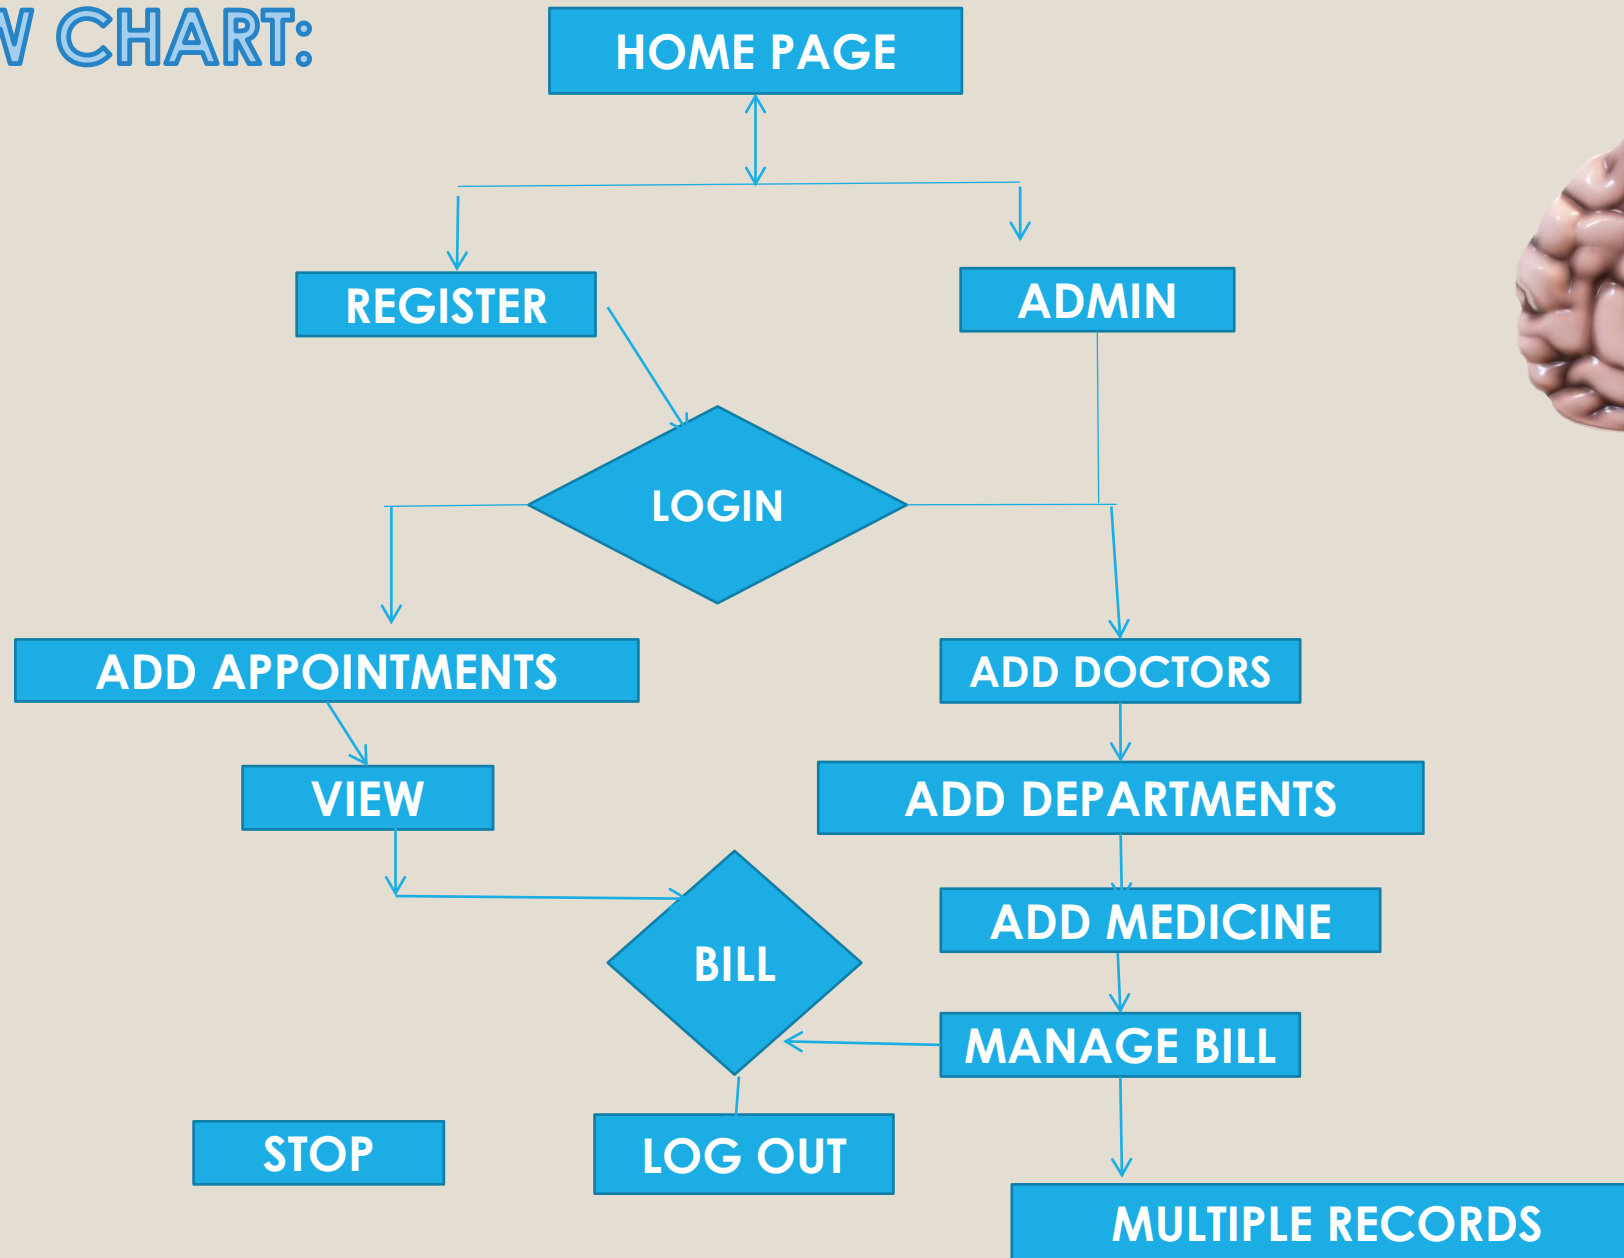 W CHART:
HOME PAGE
REGISTER
ADMIN
LOGIN
ADD APPOINTMENTS
ADD DOCTORS
VIEW
ADD DEPARTMENTS
ADD MEDICINE
BILL
MANAGE BILL
STOP
LOG OUT
MULTIPLE RECORDS